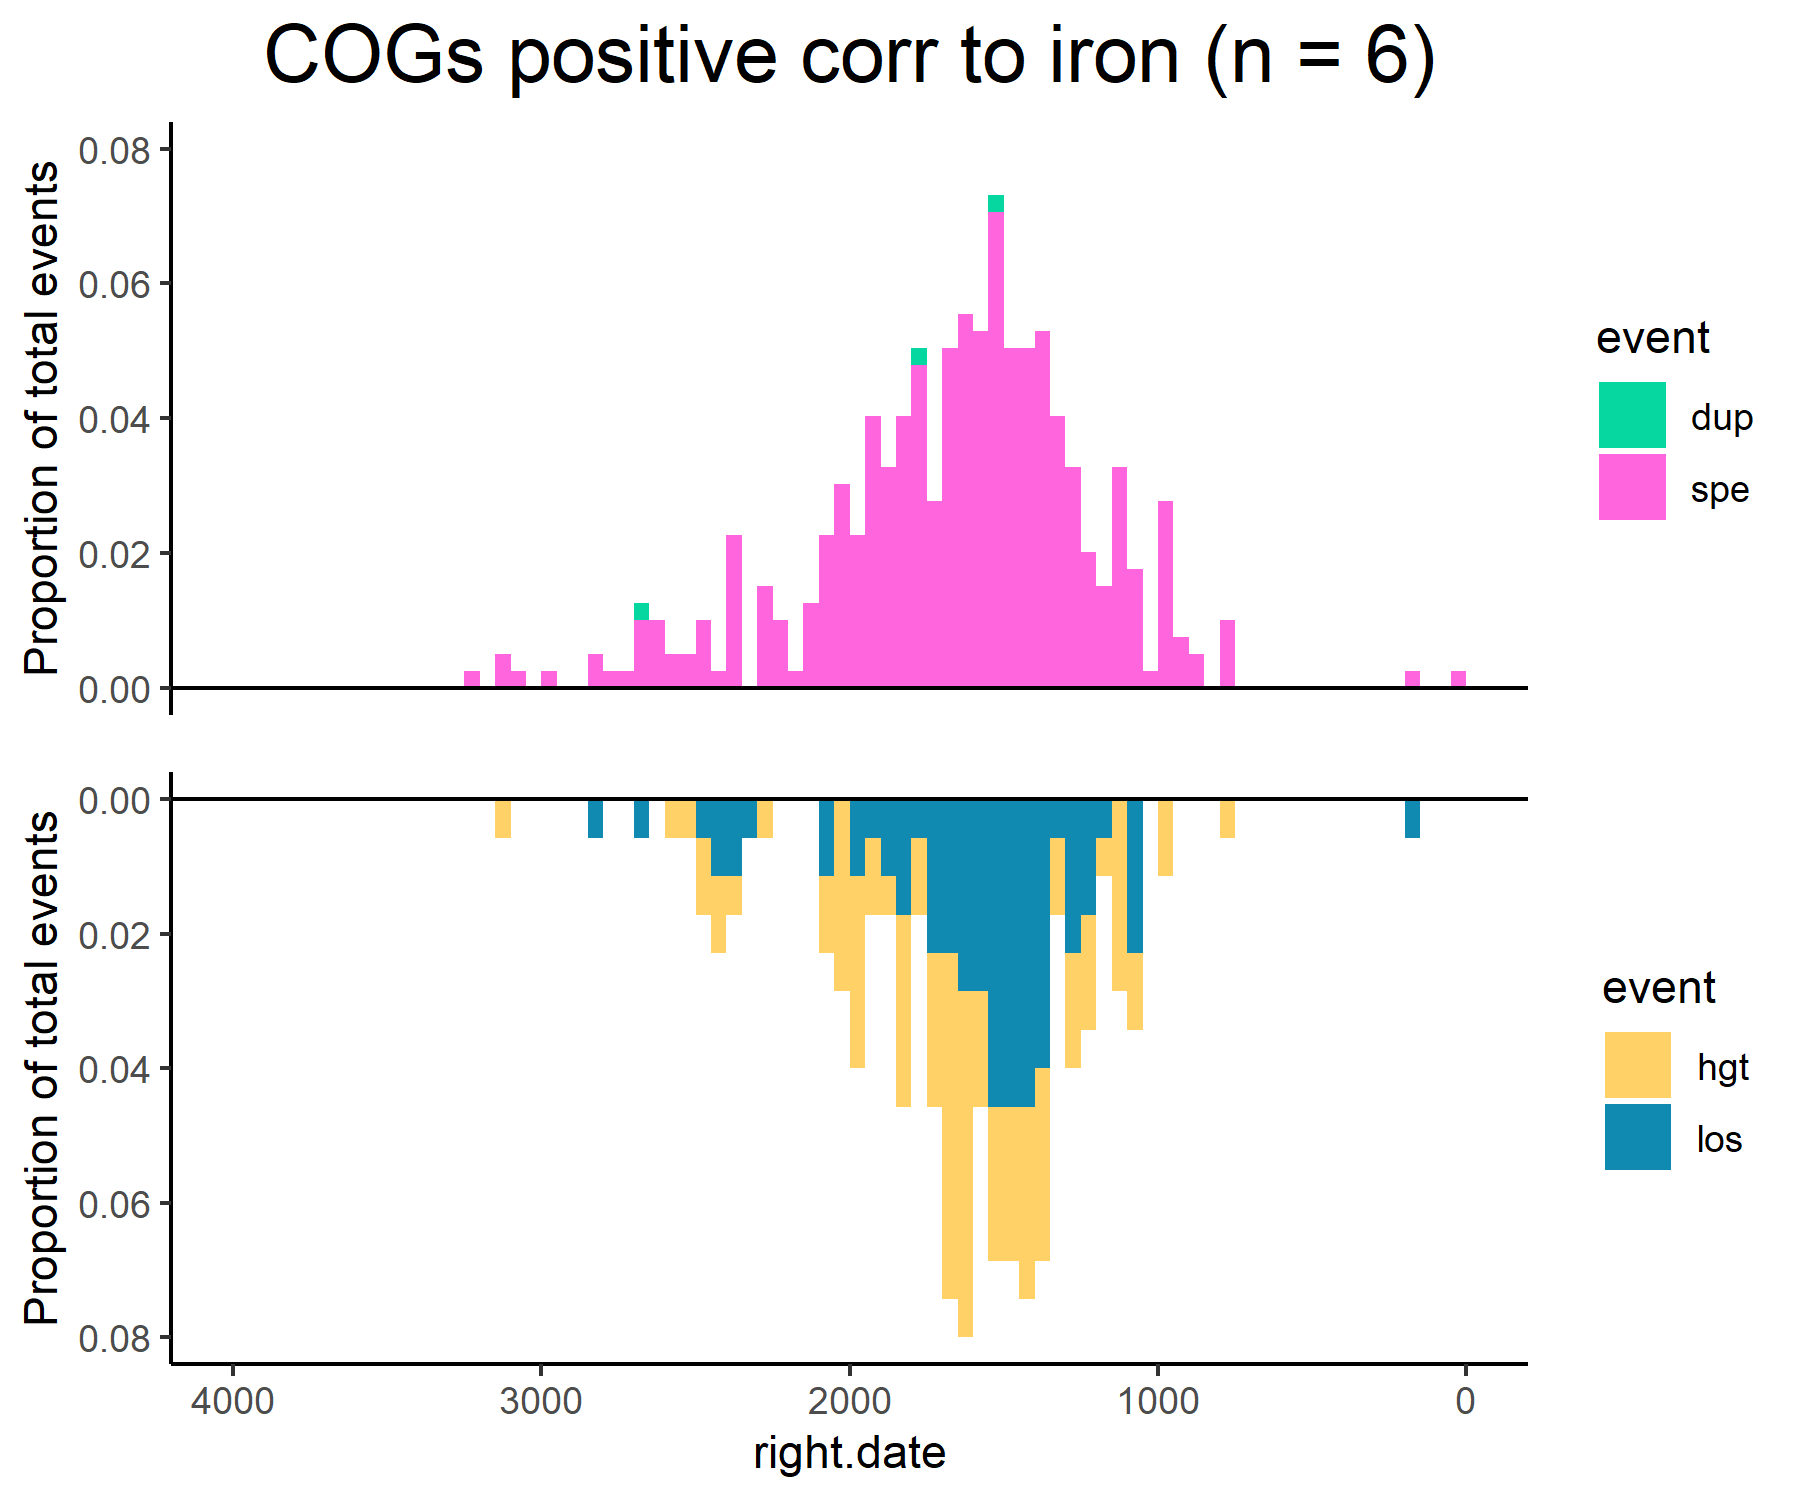 COGs positive corr to iron (n = 6)
Proportion of total events
0.08
0.06
0.04
0.02
0.00
event
dup
spe
Proportion of total events
0.00
0.02
0.04
0.06
0.08
event
hgt
los
4000 3000 2000 1000 0
right.date